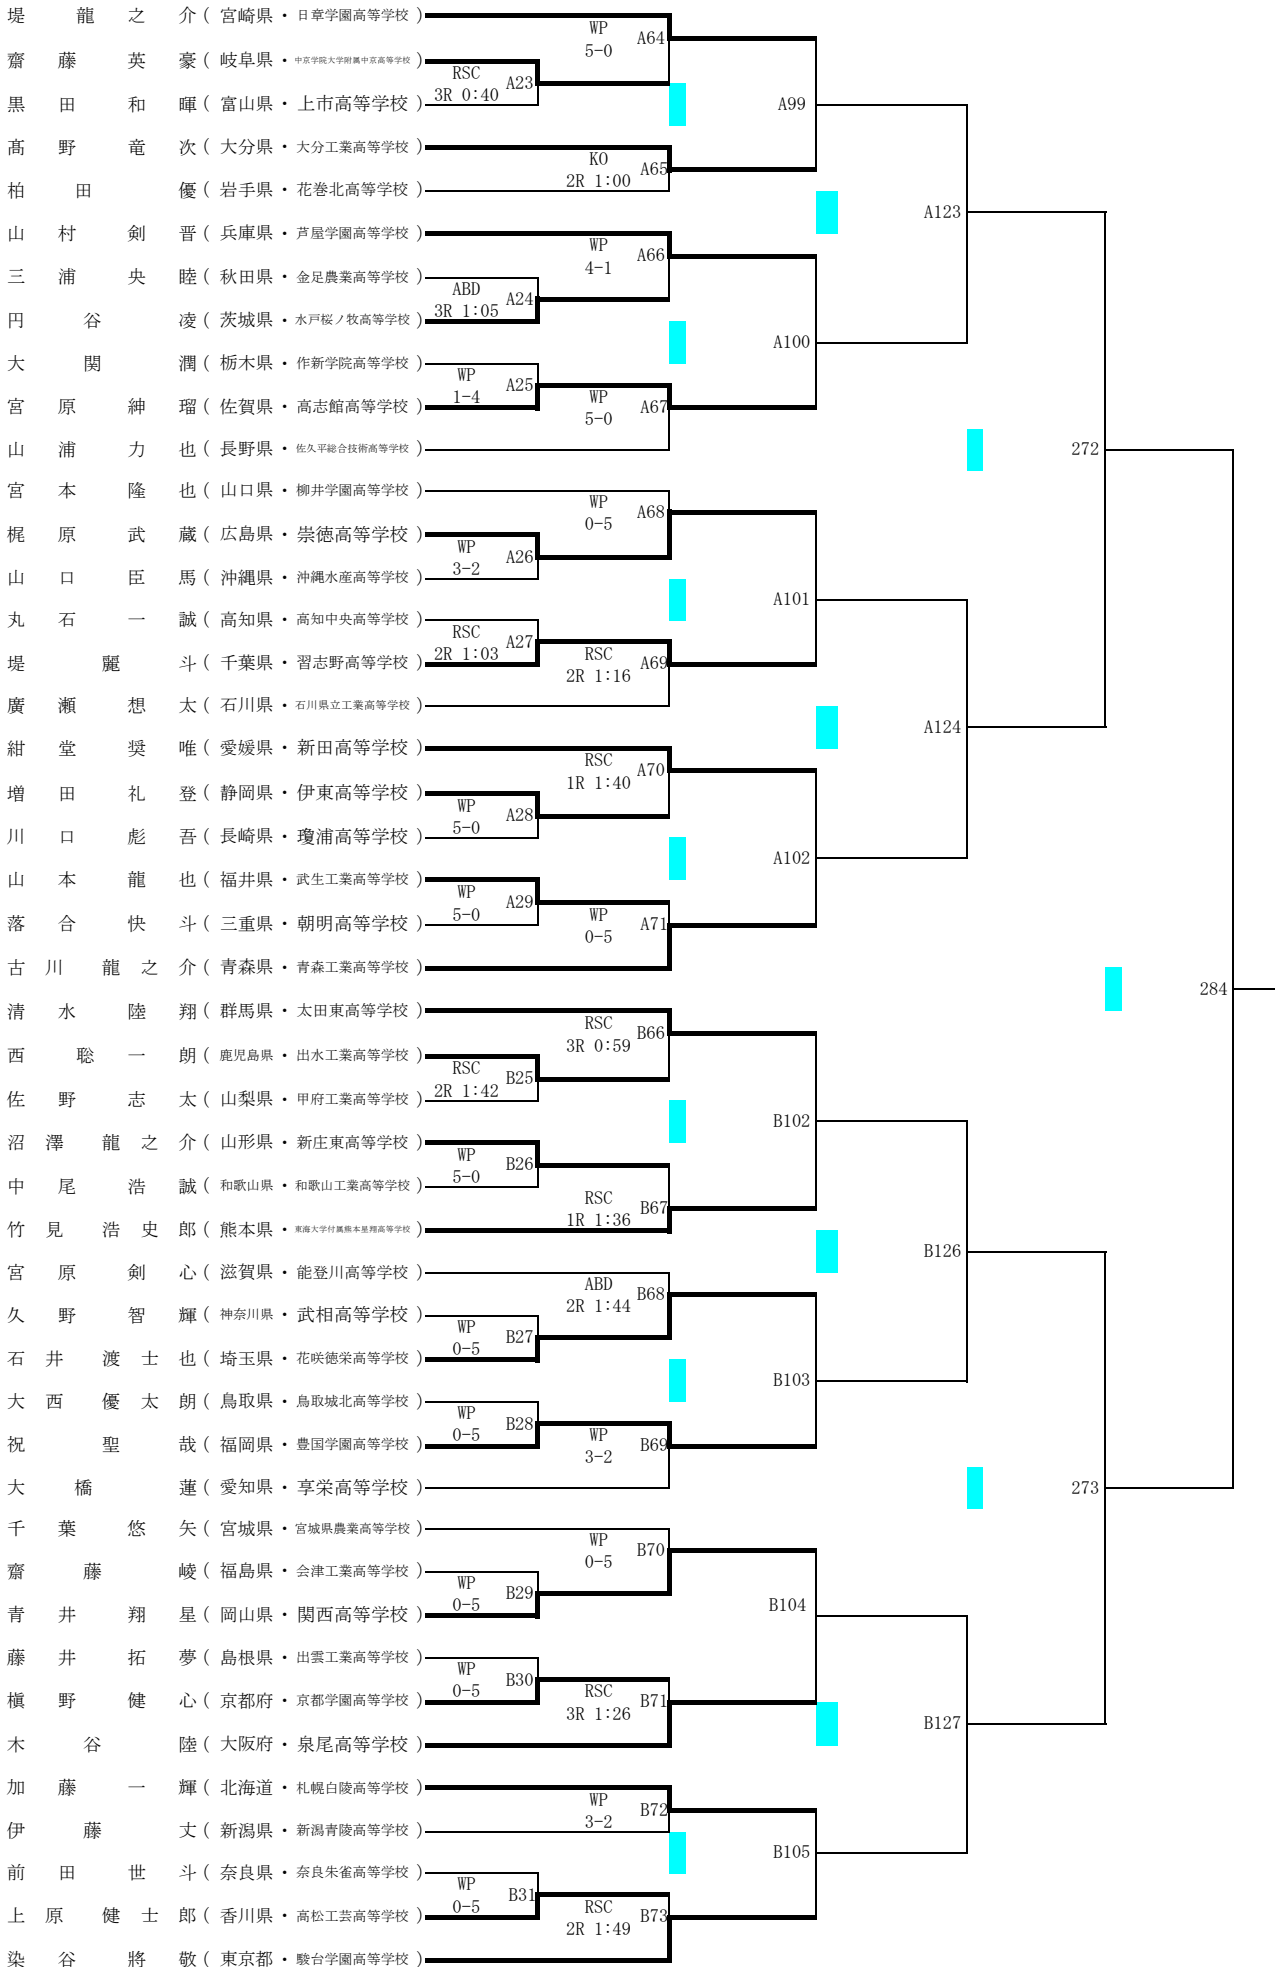 堤龍之介(宮崎県・日章学園高等学校)
WP 5-0 A64
齋藤英豪(岐阜県・中京学院大学附属中京高等学校)
RSC 3R 0:40 A23
黒田和暉(富山県・上市高等学校)
A99
髙野竜次(大分県・大分工業高等学校)
KO 2R 1:00 A65
柏田優(岩手県・花巻北高等学校)
A123
山村剣晋(兵庫県・芦屋学園高等学校)
WP 4-1 A66
三浦央睦(秋田県・金足農業高等学校)
ABD 3R 1:05 A24
円谷凌(茨城県・水戸桜ノ牧高等学校)
A100
大関潤(栃木県・作新学院高等学校)
WP 1-4 A25
宮原紳瑠(佐賀県・高志館高等学校)
WP 5-0 A67
山浦力也(長野県・佐久平総合技術高等学校)
272
宮本隆也(山口県・柳井学園高等学校)
WP 0-5 A68
梶原武蔵(広島県・崇徳高等学校)
WP 3-2 A26
山口臣馬(沖縄県・沖縄水産高等学校)
A101
丸石一誠(高知県・高知中央高等学校)
RSC 2R 1:03 A27
堤麗斗(千葉県・習志野高等学校)
RSC 2R 1:16 A69
廣瀬想太(石川県・石川県立工業高等学校)
A124
紺堂奨唯(愛媛県・新田高等学校)
RSC 1R 1:40 A70
増田礼登(静岡県・伊東高等学校)
WP 5-0 A28
川口彪吾(長崎県・瓊浦高等学校)
A102
山本龍也(福井県・武生工業高等学校)
WP 5-0 A29
落合快斗(三重県・朝明高等学校)
WP 0-5 A71
古川龍之介(青森県・青森工業高等学校)
284
清水陸翔(群馬県・太田東高等学校)
RSC 3R 0:59 B66
西聡一朗(鹿児島県・出水工業高等学校)
RSC 2R 1:42 B25
佐野志太(山梨県・甲府工業高等学校)
B102
沼澤龍之介(山形県・新庄東高等学校)
WP 5-0 B26
中尾浩誠(和歌山県・和歌山工業高等学校)
RSC 1R 1:36 B67
竹見浩史郎(熊本県・東海大学付属熊本星翔高等学校)
B126
宮原剣心(滋賀県・能登川高等学校)
ABD 2R 1:44 B68
久野智輝(神奈川県・武相高等学校)
WP 0-5 B27
石井渡士也(埼玉県・花咲徳栄高等学校)
B103
大西優太朗(鳥取県・鳥取城北高等学校)
WP 0-5 B28
祝聖哉(福岡県・豊国学園高等学校)
WP 3-2 B69
大橋蓮(愛知県・享栄高等学校)
273
千葉悠矢(宮城県・宮城県農業高等学校)
WP 0-5 B70
齋藤崚(福島県・会津工業高等学校)
WP 0-5 B29
青井翔星(岡山県・関西高等学校)
B104
藤井拓夢(島根県・出雲工業高等学校)
WP 0-5 B30
槇野健心(京都府・京都学園高等学校)
RSC 3R 1:26 B71
木谷陸(大阪府・泉尾高等学校)
B127
加藤一輝(北海道・札幌白陵高等学校)
WP 3-2 B72
伊藤丈(新潟県・新潟青陵高等学校)
B105
前田世斗(奈良県・奈良朱雀高等学校)
WP 0-5 B31
上原健士郎(香川県・高松工芸高等学校)
RSC 2R 1:49 B73
染谷將敬(東京都・駿台学園高等学校)